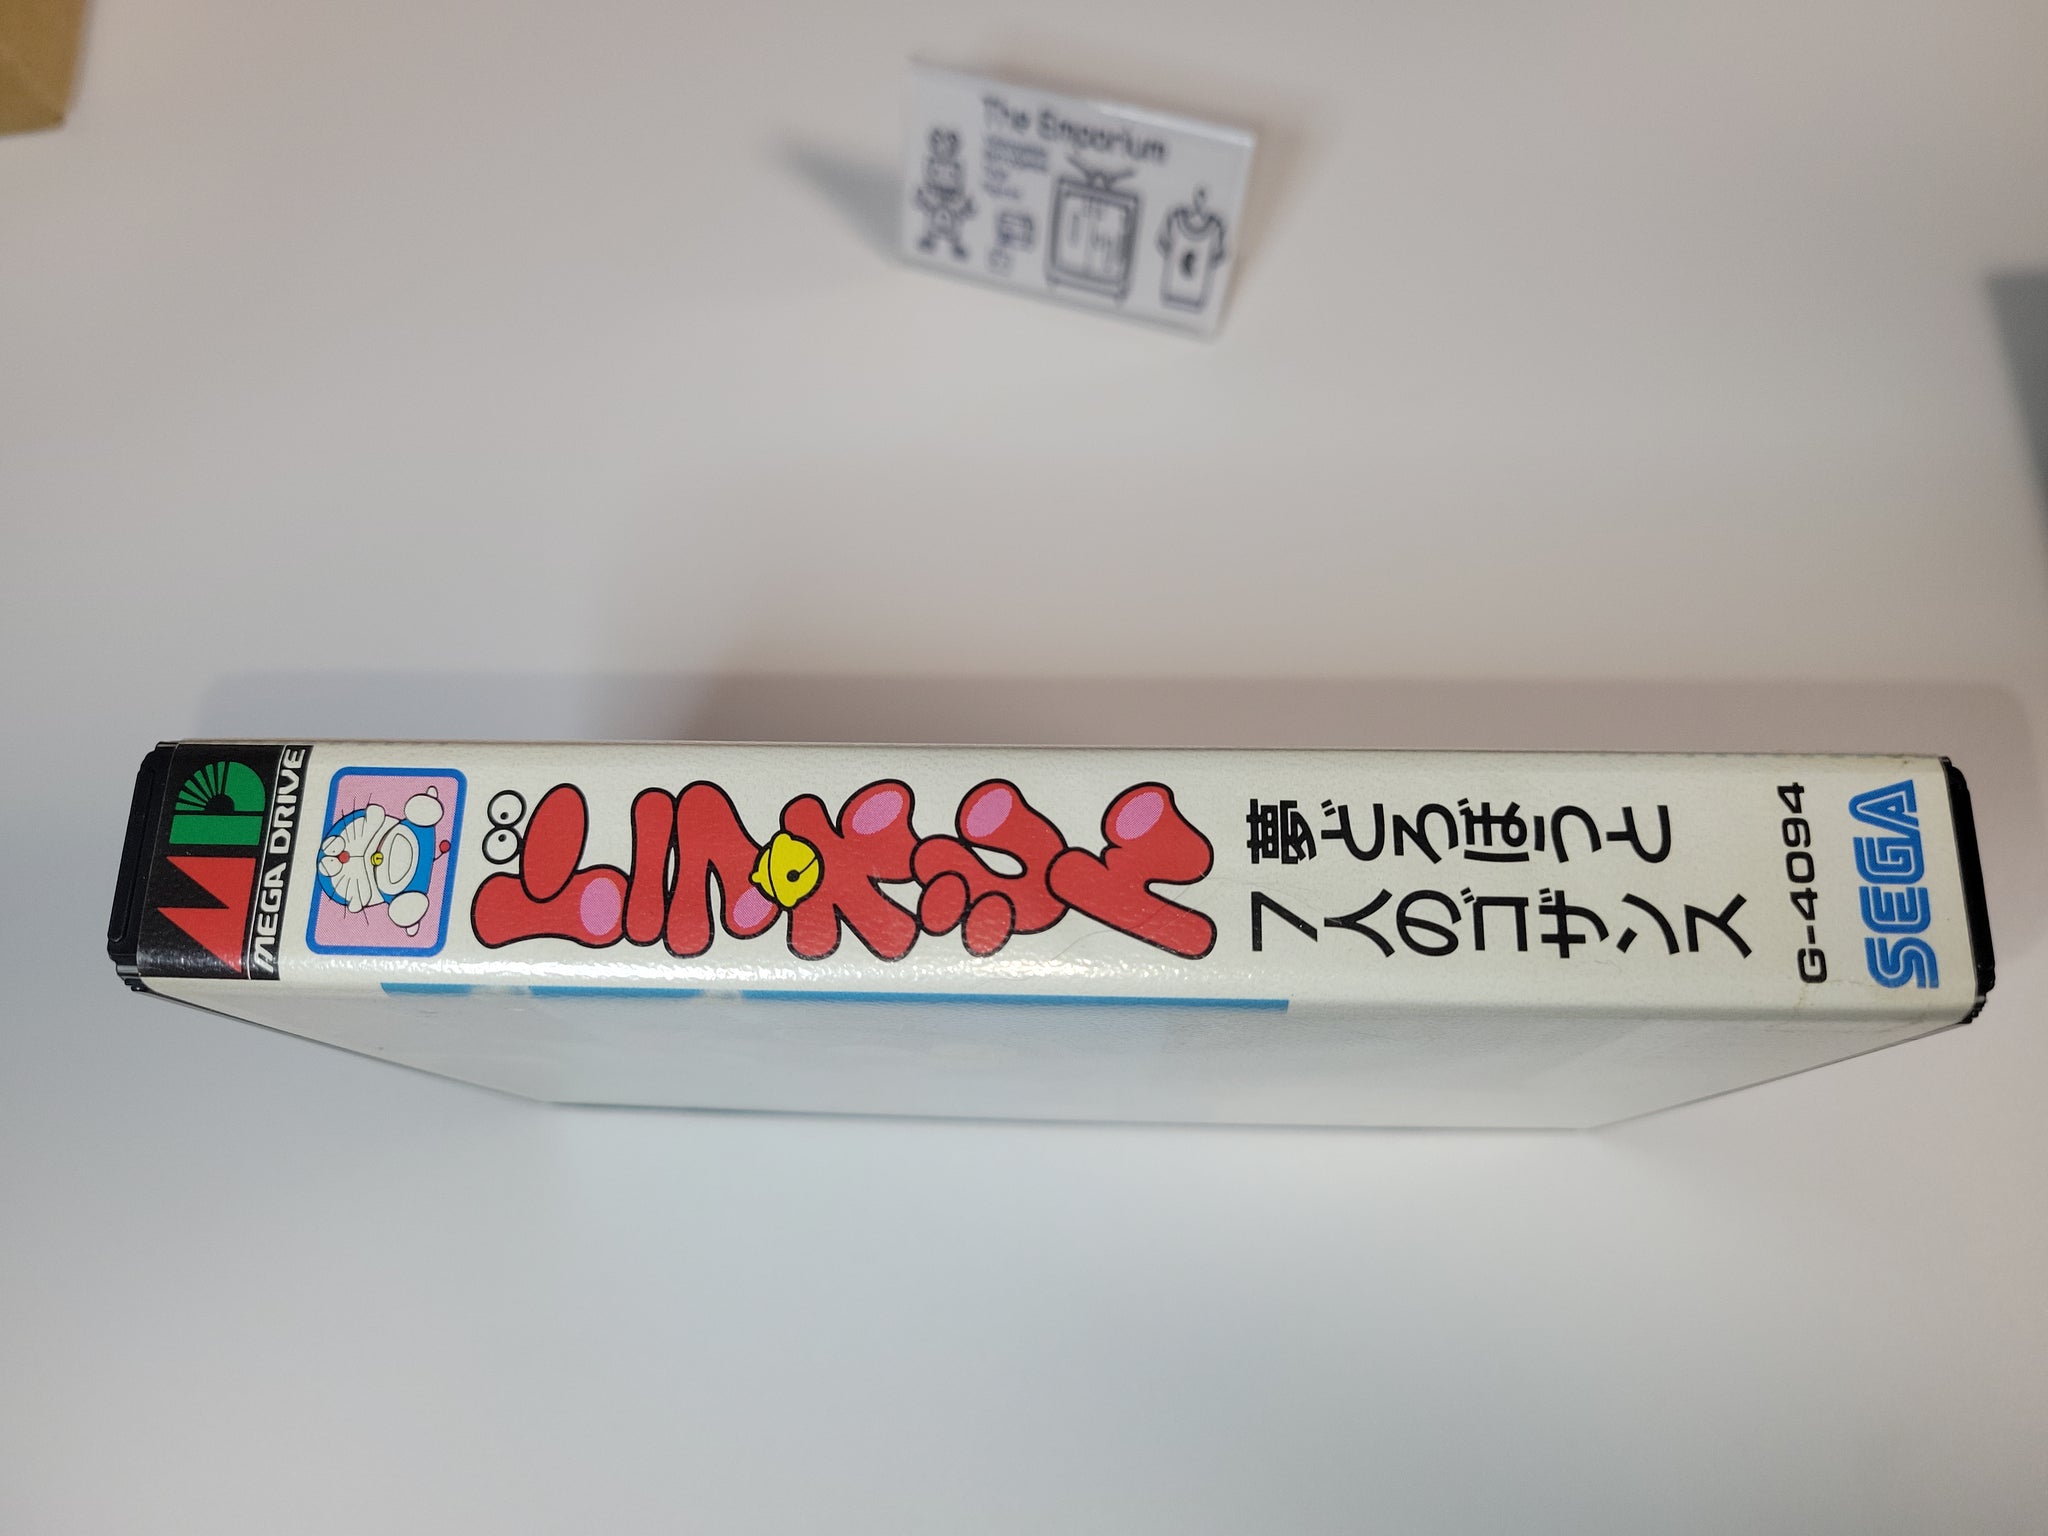 The Emporium
MEGA DRIVE
ドラえもん
夢どろぼうと
7人のゴザンス
G-4094
SEGA